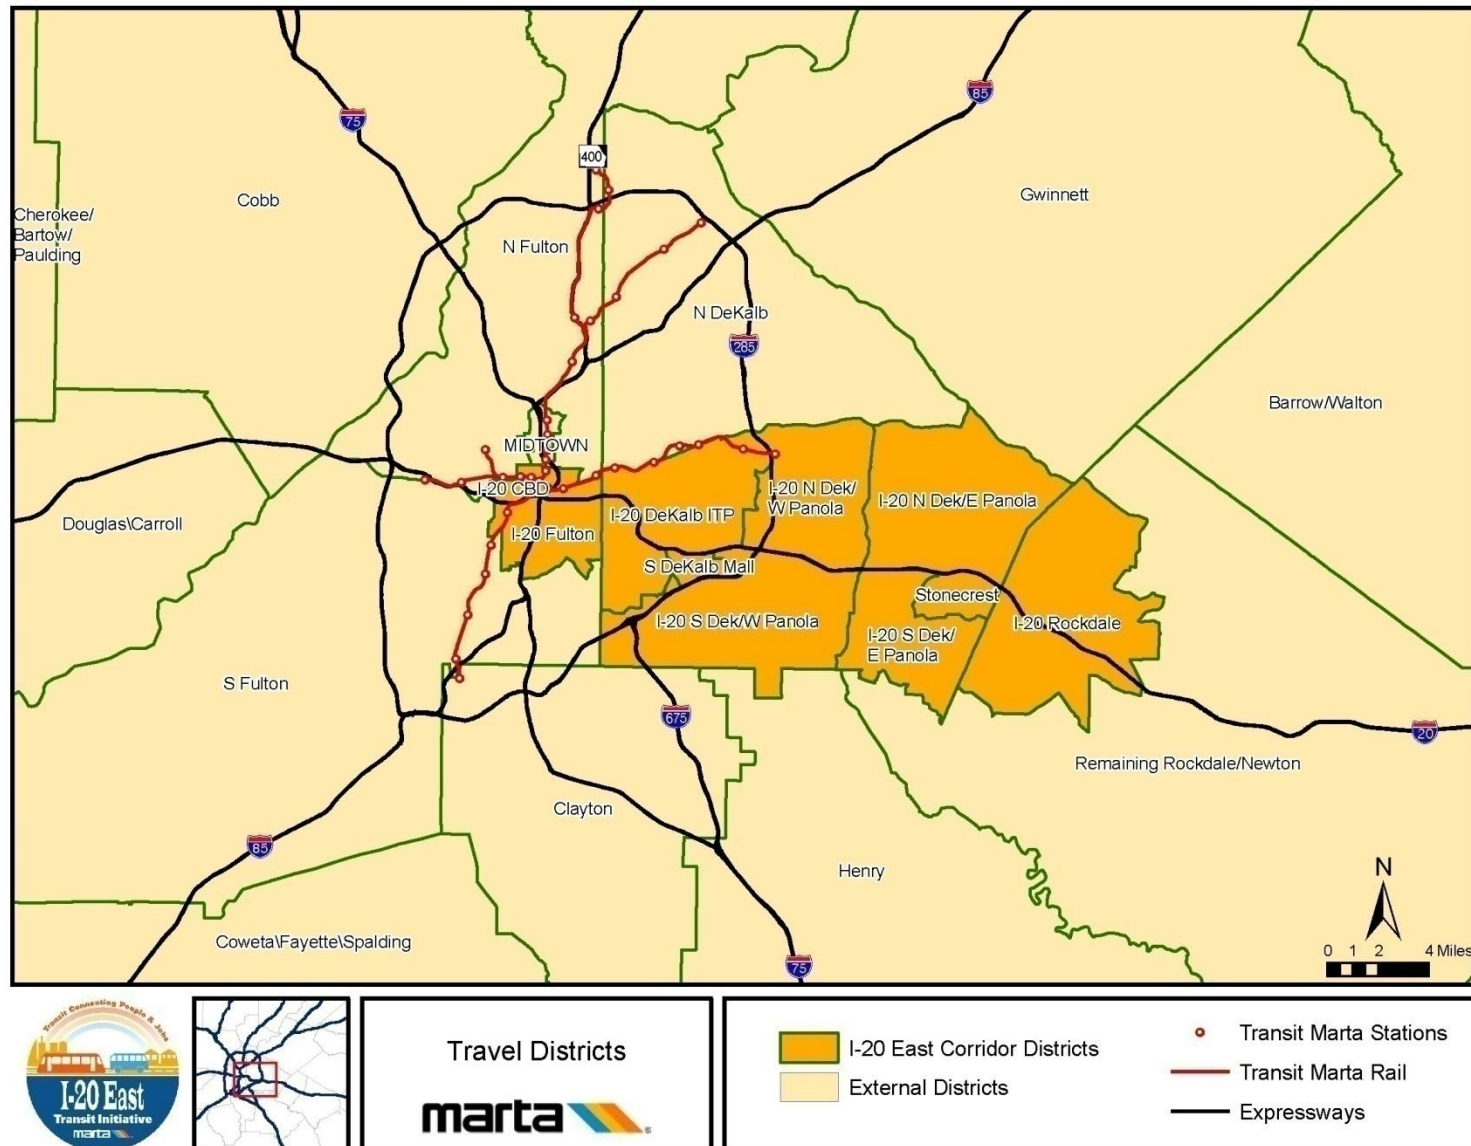 75
85
400
Cobb
Gwinnett
Cherokee/
Bartow/
Paulding
N Fulton
N DeKalb
285
Barrow/Walton
MIDTOWN
I-20 CBD
I-20 N Dek/
W Panola
I-20 N Dek/E Panola
Douglas\Carroll
I-20 DeKalb ITP
I-20 Fulton
S DeKalb Mall
Stonecrest
I-20 S Dek/W Panola
I-20 S Dek/
E Panola
I-20 Rockdale
S Fulton
675
20
Remaining Rockdale/Newton
Clayton
85
Henry
N
Coweta\Fayette\Spalding
0 1 2 4 Miles
75
Transit Connecting People & Jobs
I-20 East
Transit Initiative
marta
Travel Districts
marta
I-20 East Corridor Districts
External Districts
Transit Marta Stations
Transit Marta Rail
Expressways